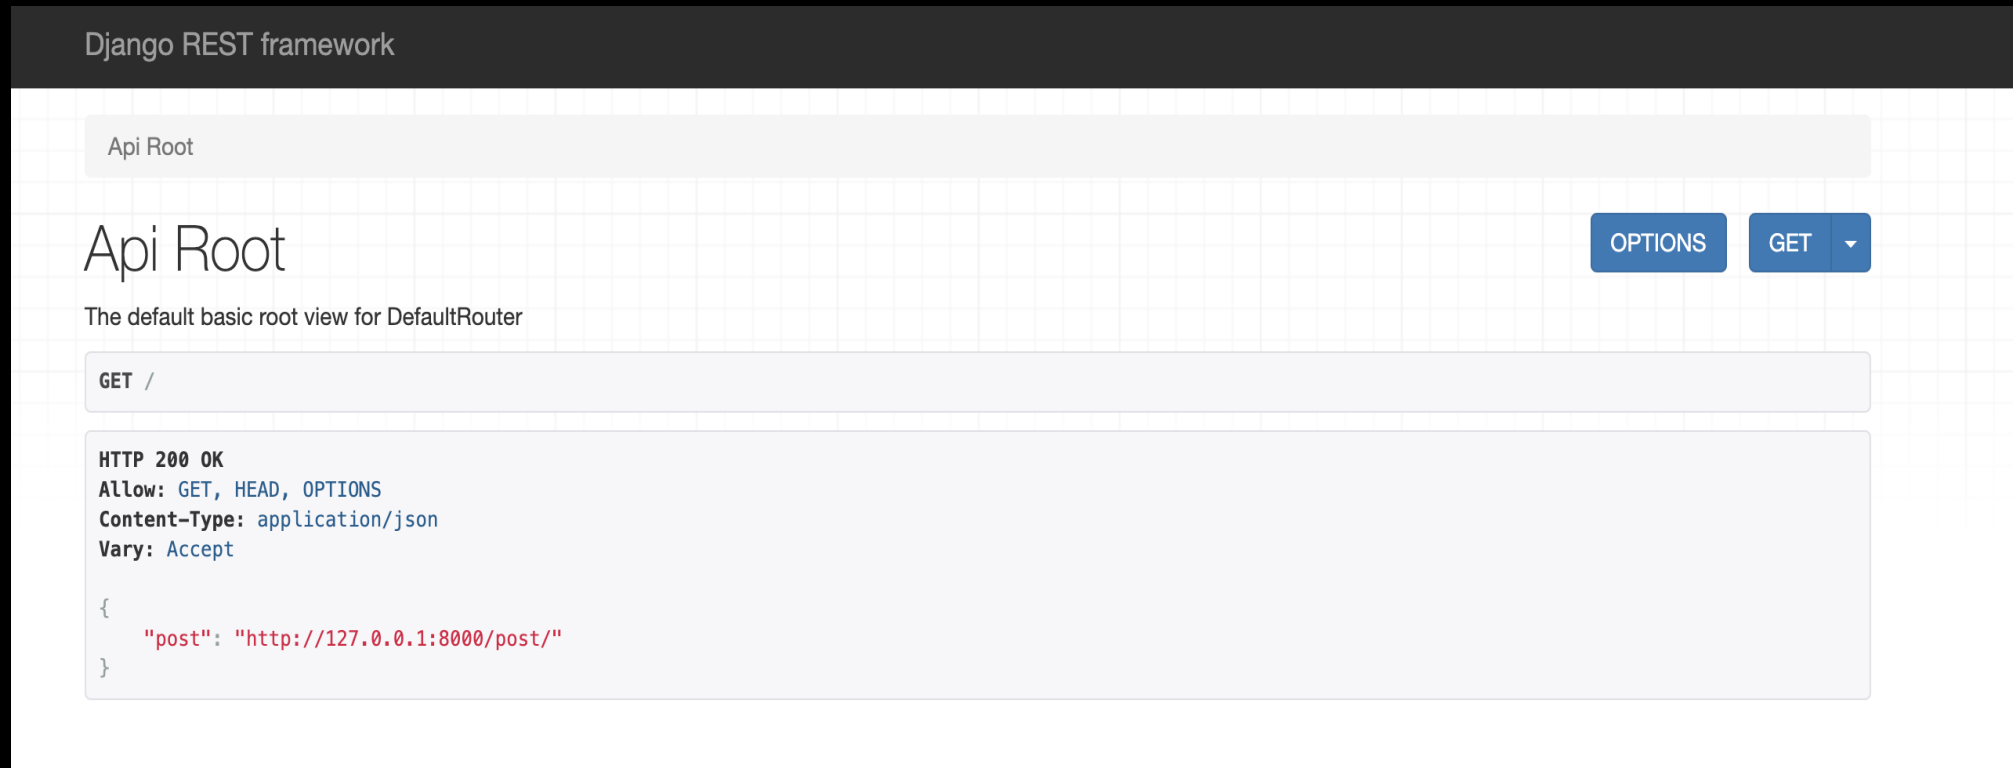 Django REST framework
Api Root
Api Root
OPTIONS
GET
The default basic root view for DefaultRouter
GET /
HTTP 200 OK
Allow: GET, HEAD, OPTIONS
Content-Type: application/json
Vary: Accept
{
"post": "http://127.0.0.1:8000/post/"
}